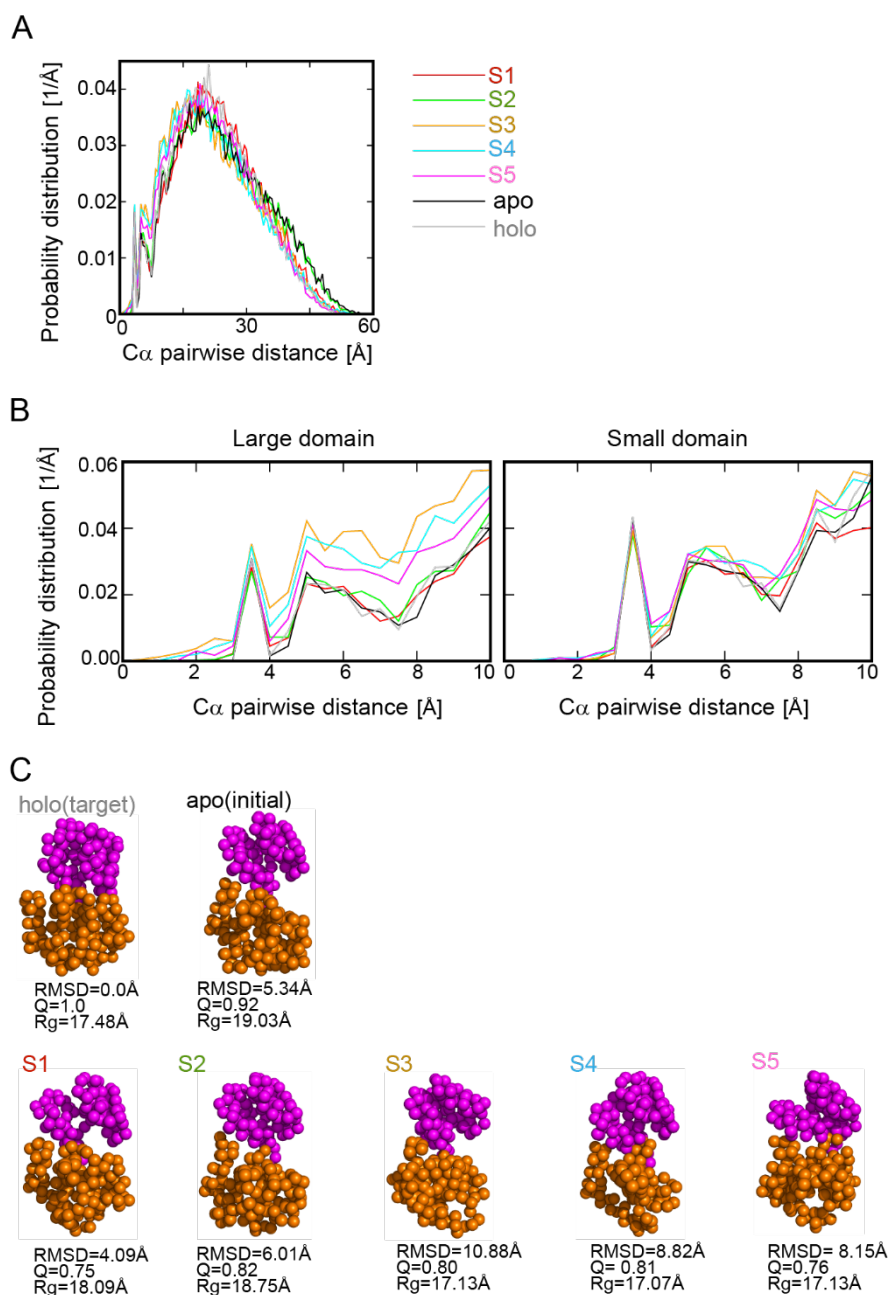 A
Probability distribution [1/Å]
0.04
0.03
0.02
0.01
0
0 30 60
Cα pairwise distance [Å]
S1
S2
S3
S4
S5
apo
holo
B
Large domain Small domain
Probability distribution [1/Å]
0.06
0.04
0.02
0.00
0 2 4 6 8 10 0 2 4 6 8 10
Cα pairwise distance [Å] Cα pairwise distance [Å]
C
holo(target) apo(initial)
RMSD=0.0Å RMSD=5.34Å
Q=1.0 Q=0.92
Rg=17.48Å Rg=19.03Å
S1 S2 S3 S4 S5
RMSD=4.09Å RMSD=6.01Å RMSD=10.88Å RMSD=8.82Å RMSD= 8.15Å
Q=0.75 Q=0.82 Q=0.80 Q= 0.81 Q=0.76
Rg=18.09Å Rg=18.75Å Rg=17.13Å Rg=17.07Å Rg=17.13Å